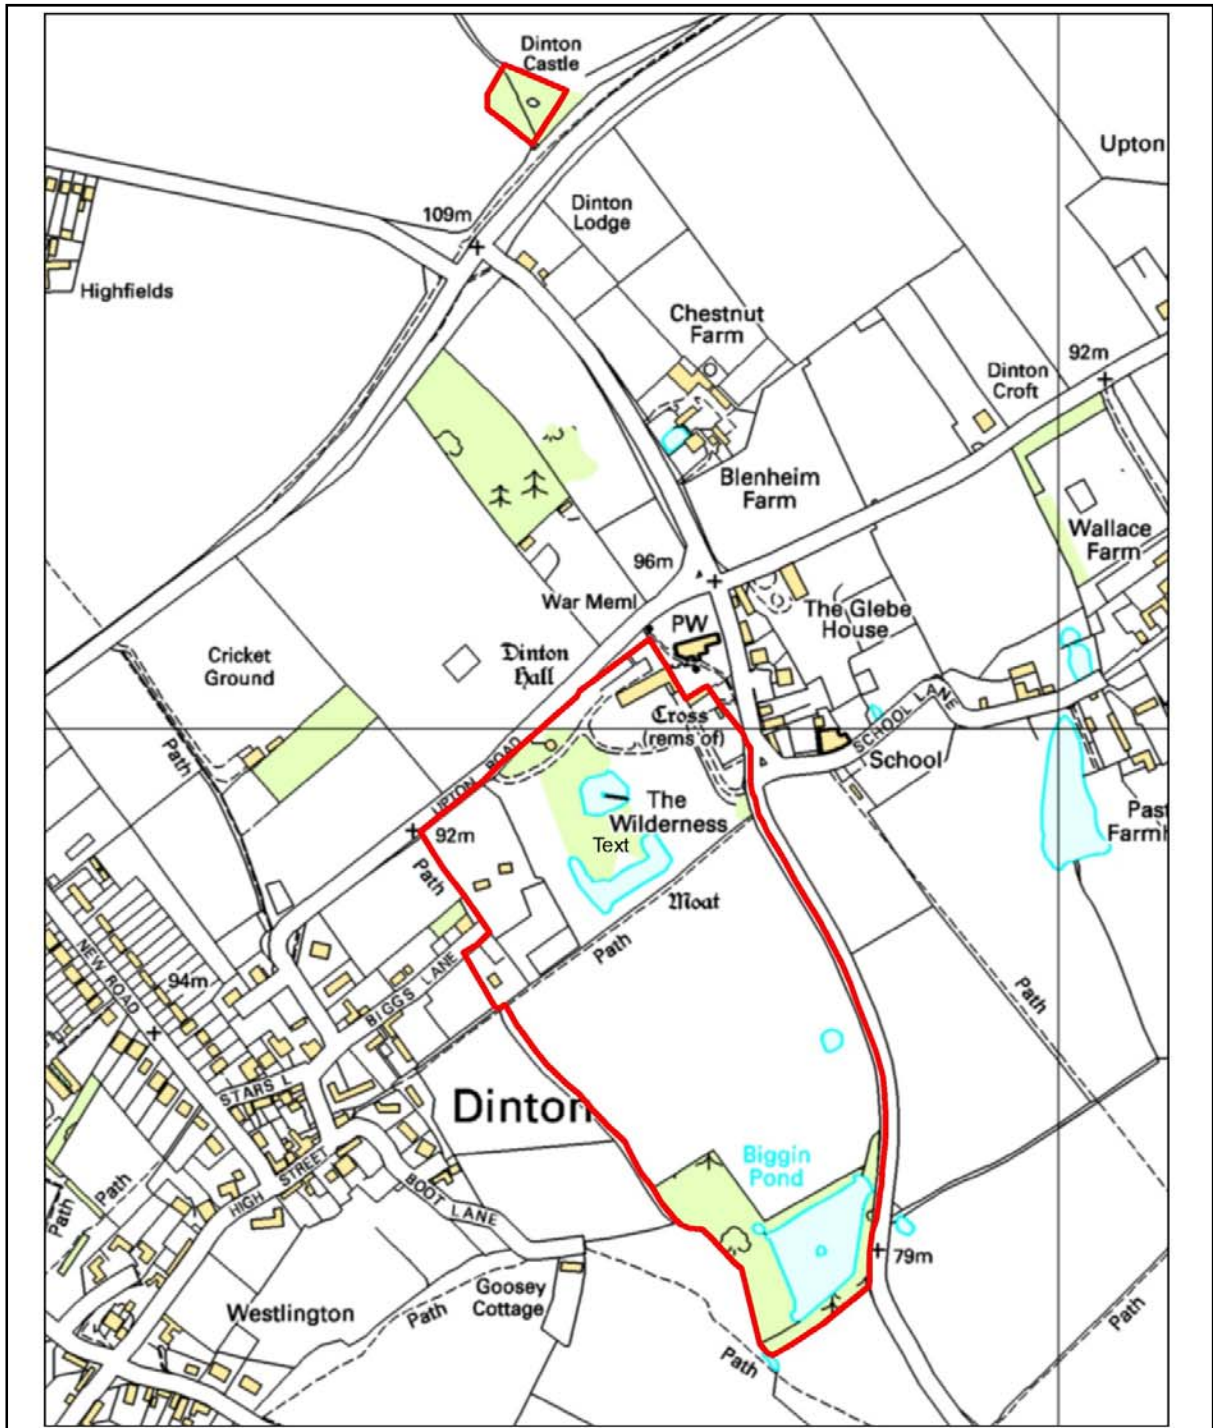 Dinton
Castle
Upton
109m
Dinton
Lodge
Highfields
Chestnut
Farm
92m
Dinton
Croft
Blenheim
Farm
Wallace
Farm
96m
War Meml
PW
The Glebe
House
Dinton
Hall
Cricket
Ground
Cross
(rems of)
SCHOOL LANE
School
Path
UPTON ROAD
The
Wilderness
Text
Past
Farmh
92m
Path
Moat
Path
NEW ROAD
94m
BIGGS LANE
Path
STARS L
Dinton
Biggin
Pond
HIGH STREET
BOOT LANE
Path
Path
79m
Goosey
Cottage
Westlington
Path
Path
Path